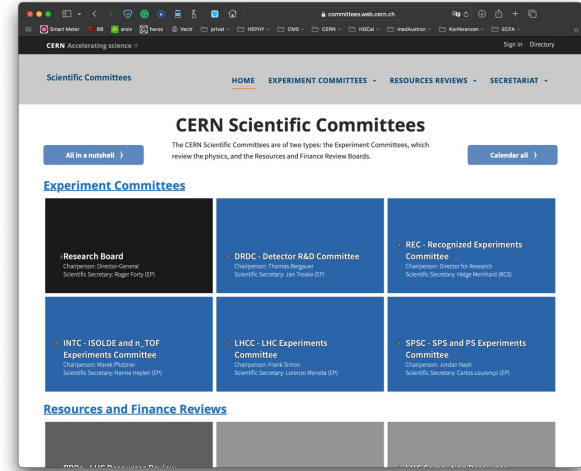 committees.web.cern.ch
Smart Meter BB arxiv heros Vectr privat HEPHY CMS CERN HGCal medAustron Konferenzen ECFA
CERN Accelerating science
Sign in Directory
Scientific Committees
HOME EXPERIMENT COMMITTEES RESOURCES REVIEWS SECRETARIAT
CERN Scientific Committees
All in a nutshell
The CERN Scientific Committees are of two types: the Experiment Committees, which
review the physics, and the Resources and Finance Review Boards.
Calendar all
Experiment Committees
Research Board
Chairperson: Director-General
Scientific Secretary: Roger Forty (EP)
DRDC - Detector R&D Committee
Chairperson: Thomas Bergauer
Scientific Secretary: Jan Troska (EP)
REC - Recognized Experiments
Committee
Chairperson: Director for Research
Scientific Secretary: Helge Meinhard (RCS)
INTC - ISOLDE and n_TOF
Experiments Committee
Chairperson: Marek Pfutzner
Scientific Secretary: Hanne Heylen (EP)
LHCC - LHC Experiments
Committee
Chairperson: Frank Simon
Scientific Secretary: Lorenzo Moneta (EP)
SPSC - SPS and PS Experiments
Committee
Chairperson: Jordan Nash
Scientific Secretary: Carlos Lourenço (EP)
Resources and Finance Reviews